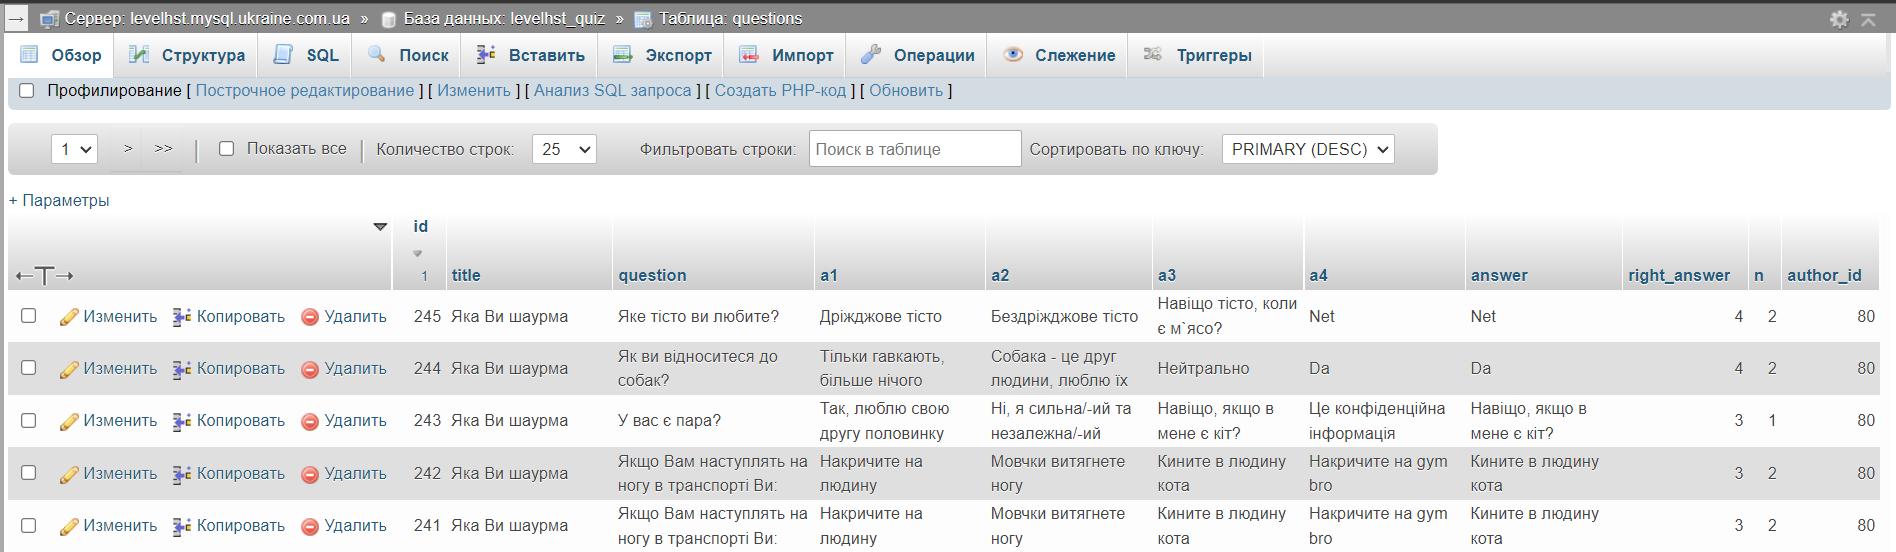 Сервер: levelhst.mysql.ukraine.com.ua » База данных: levelhst_quiz » Таблица: questions
Обзор Структура SQL Поиск Вставить Экспорт Импорт Операции Слежение Триггеры
Профилирование [ Построчное редактирование ] [ Изменить ] [ Анализ SQL запроса ] [ Создать PHP-код ] [ Обновить ]
1 > >> | Показать все | Количество строк: 25 Фильтровать строки: Поиск в таблице Сортировать по ключу: PRIMARY (DESC)
+ Параметры
id
1
←T→ title question a1 a2 a3 a4 answer right_answer n author_id
Изменить Копировать Удалить 245 Яка Ви шаурма Яке тісто ви любите? Дріжджове тісто Бездріжджове тісто Навіщо тісто, коли Net Net 4 2 80
є м`ясо?
Изменить Копировать Удалить 244 Яка Ви шаурма Як ви відноситеся до Тільки гавкають, Собака - це друг Нейтрально Da Da 4 2 80
собак? більше нічого людини, люблю їх
Изменить Копировать Удалить 243 Яка Ви шаурма У вас є пара? Так, люблю свою Ні, я сильна/-ий та Навіщо, якщо в Це конфіденційна Навіщо, якщо в 3 1 80
другу половинку незалежна/-ий мене є кіт? інформація мене є кіт?
Изменить Копировать Удалить 242 Яка Ви шаурма Якщо Вам наступлять на Накричите на Мовчки витягнете Кините в людину Накричите на gym Кините в людину 3 2 80
ногу в транспорті Ви: людину ногу кота bro кота
Изменить Копировать Удалить 241 Яка Ви шаурма Якщо Вам наступлять на Накричите на Мовчки витягнете Кините в людину Накричите на gym Кините в людину 3 2 80
ногу в транспорті Ви: людину ногу кота bro кота